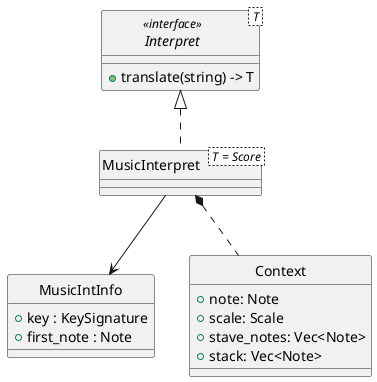 T
«interface»
Interpret
translate(string) -> T
MusicInterpret
T = Score
MusicIntInfo
key : KeySignature
first_note : Note
Context
note: Note
scale: Scale
stave_notes: Vec<Note>
stack: Vec<Note>